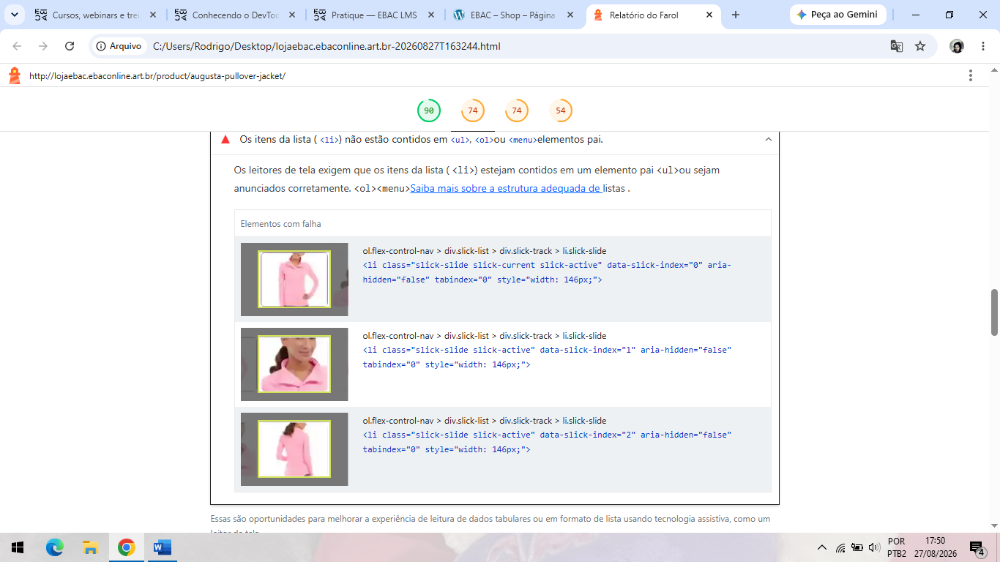 Cursos, webinars e trei
Conhecendo o DevToo
Pratique — EBAC LMS
EBAC – Shop – Página
Relatório do Farol
Peça ao Gemini
Arquivo
C:/Users/Rodrigo/Desktop/lojaebac.ebaconline.art.br-20260827T163244.html
http://lojaebac.ebaconline.art.br/product/augusta-pullover-jacket/
90
74
74
54
Os itens da lista ( <li>) não estão contidos em <ul>, <ol>ou <menu>elementos pai.
Os leitores de tela exigem que os itens da lista ( <li>) estejam contidos em um elemento pai <ul>ou sejam
anunciados corretamente. <ol><menu>Saiba mais sobre a estrutura adequada de listas .
Elementos com falha
ol.flex-control-nav > div.slick-list > div.slick-track > li.slick-slide
<li class="slick-slide slick-current slick-active" data-slick-index="0" aria-
hidden="false" tabindex="0" style="width: 146px;">
ol.flex-control-nav > div.slick-list > div.slick-track > li.slick-slide
<li class="slick-slide slick-active" data-slick-index="1" aria-hidden="false"
tabindex="0" style="width: 146px;">
ol.flex-control-nav > div.slick-list > div.slick-track > li.slick-slide
<li class="slick-slide slick-active" data-slick-index="2" aria-hidden="false"
tabindex="0" style="width: 146px;">
Essas são oportunidades para melhorar a experiência de leitura de dados tabulares ou em formato de lista usando tecnologia assistiva, como um
leitor de tela.
POR
PTB2
17:50
27/08/2026
4